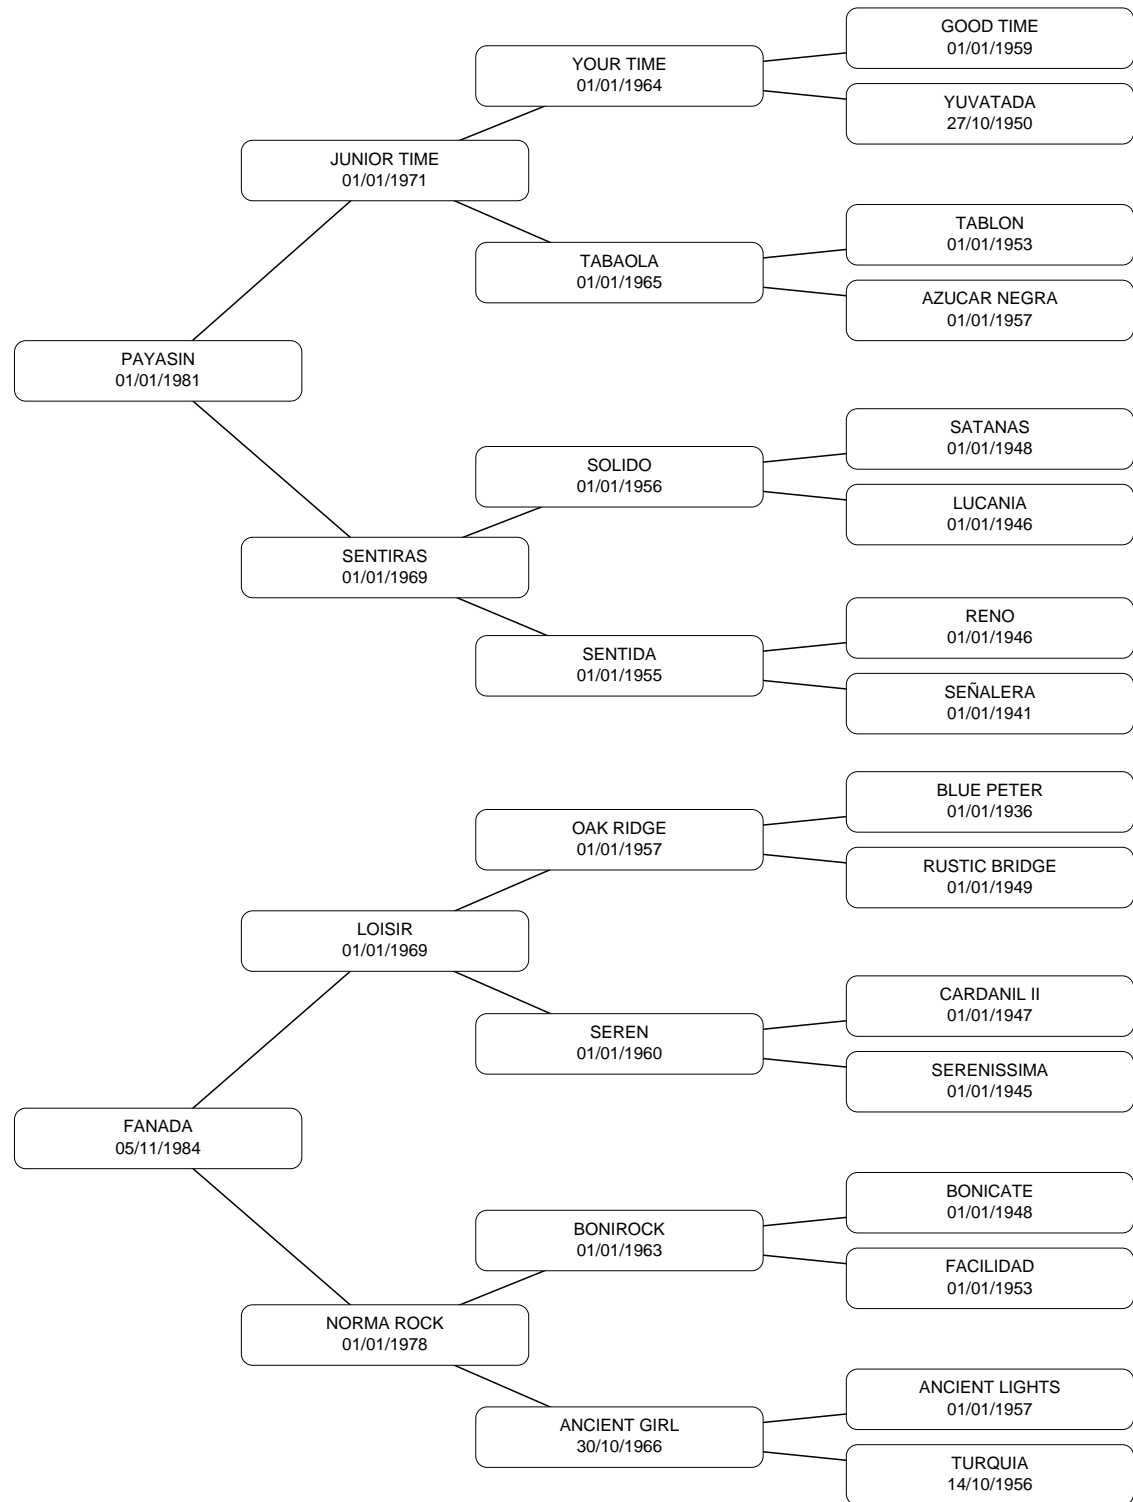 GOOD TIME
01/01/1959
YOUR TIME
01/01/1964
YUVATADA
27/10/1950
JUNIOR TIME
01/01/1971
TABLON
01/01/1953
TABAOLA
01/01/1965
AZUCAR NEGRA
01/01/1957
PAYASIN
01/01/1981
SATANAS
01/01/1948
SOLIDO
01/01/1956
LUCANIA
01/01/1946
SENTIRAS
01/01/1969
RENO
01/01/1946
SENTIDA
01/01/1955
SEÑALERA
01/01/1941
BLUE PETER
01/01/1936
OAK RIDGE
01/01/1957
RUSTIC BRIDGE
01/01/1949
LOISIR
01/01/1969
CARDANIL II
01/01/1947
SEREN
01/01/1960
SERENISSIMA
01/01/1945
FANADA
05/11/1984
BONICATE
01/01/1948
BONIROCK
01/01/1963
FACILIDAD
01/01/1953
NORMA ROCK
01/01/1978
ANCIENT LIGHTS
01/01/1957
ANCIENT GIRL
30/10/1966
TURQUIA
14/10/1956